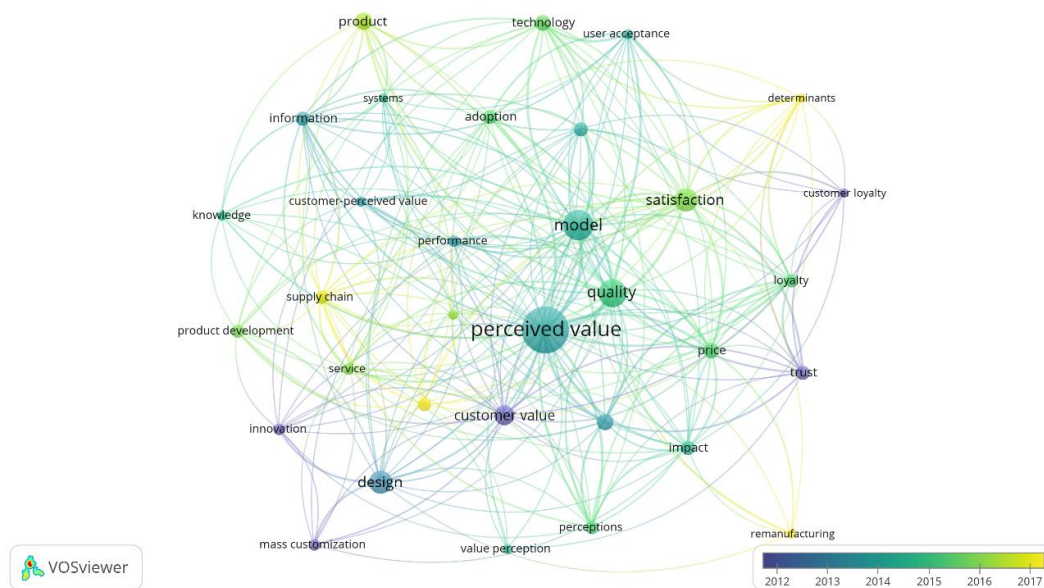 product
technology
user acceptance
systems
determinants
information
adoption
customer loyalty
customer-perceived value
satisfaction
knowledge
model
performance
loyalty
quality
supply chain
perceived value
product development
price
service
trust
customer value
innovation
impact
design
perceptions
remanufacturing
mass customization
value perception
VOSviewer
2012 2013 2014 2015 2016 2017